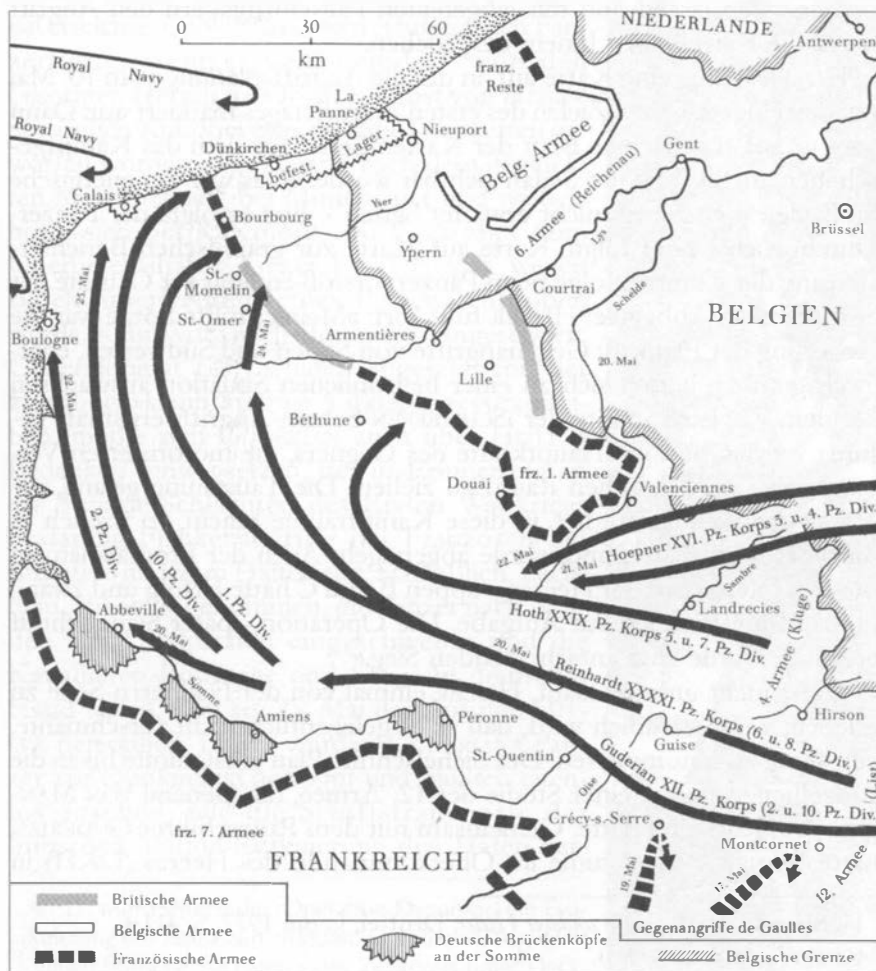 0 30 60
km
NIEDERLANDE
Antwerpen
Royal Navy
Royal Navy
franz.
Reste
La
Panne
Nieuport
Dünkirchen
befest. Lager
Belg. Armee
Gent
Calais
Bourbourg
Yser
6. Armee (Reichenau)
Lys
Brüssel
Ypern
St-
Momelin
Courtrai
Schelde
St-Omer
25. Mai
24. Mai
Armentières
BELGIEN
Boulogne
22. Mai
Lille
20. Mai
Béthune
frz. 1. Armee
Douai
Valenciennes
22. Mai
21. Mai
Hoepner XVI. Pz. Korps 3. u. 4. Pz. Div.
2. Pz. Div.
10. Pz. Div.
1. Pz. Div.
Sambre
Landrecies
Abbeville
20. Mai
Hoth XXIX. Pz. Korps 5. u. 7. Pz. Div.
4. Armee (Kluge)
20. Mai
Reinhardt XXXXI. Pz. Korps (6. u. 8. Pz. Div.)
Somme
Amiens
Péronne
Hirson
Guise
St-Quentin
Guderian XII. Pz. Korps (2. u. 10. Pz. Div.)
Oise
Crécy-s.-Serre
frz. 7. Armee
Montcornet
12. Armee (List)
FRANKREICH
19. Mai
17. Mai
Gegenangriffe de Gaulles
Britische Armee
Belgische Armee
Französische Armee
Deutsche Brückenköpfe
an der Somme
Belgische Grenze